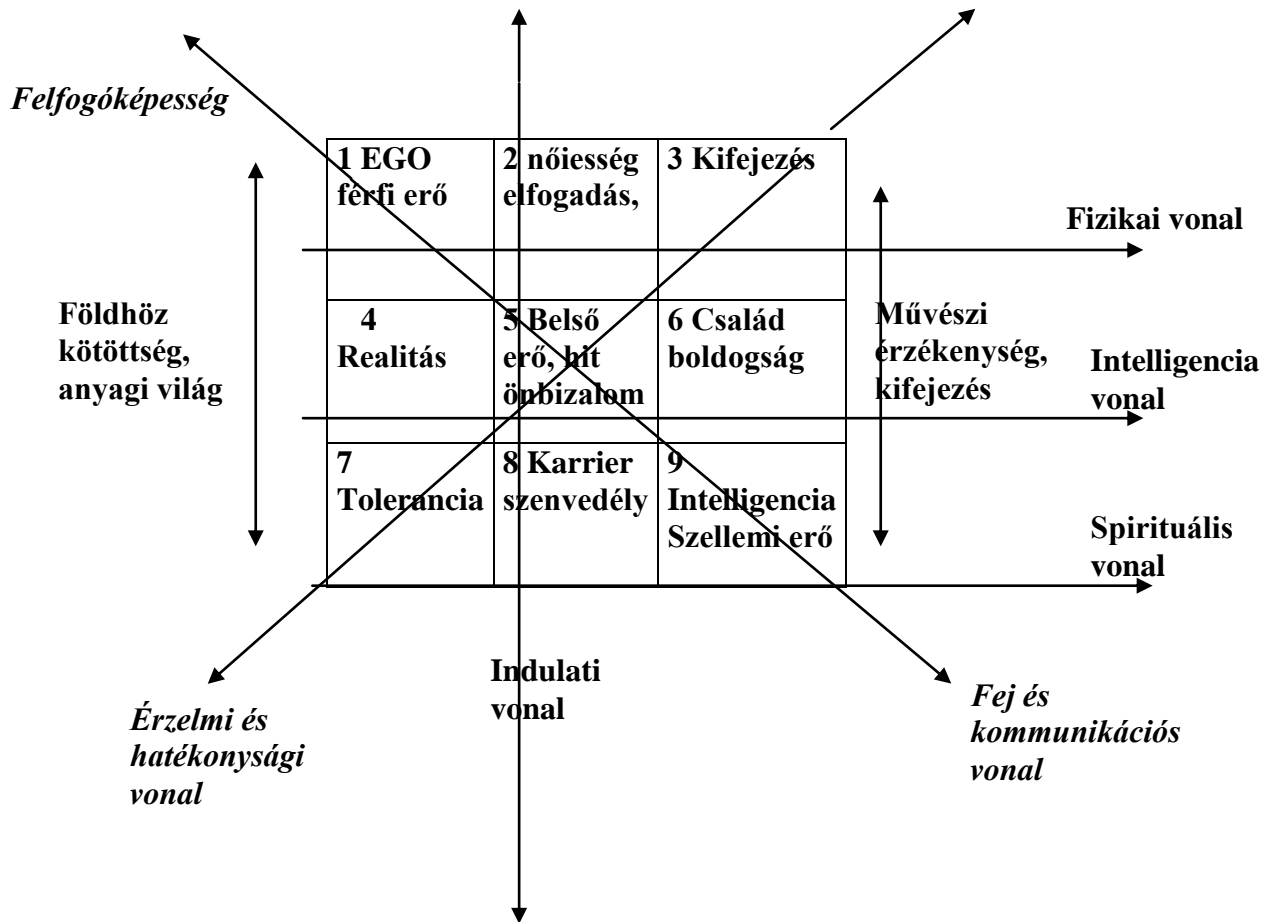 Felfogóképesség
1 EGO
férfi erő
2 nőiesség
elfogadás,
3 Kifejezés
Fizikai vonal
Földhöz
kötöttség,
anyagi világ
4
Realitás
5 Belső
erő, hit
önbizalom
6 Család
boldogság
Művészi
érzékenység,
kifejezés
Intelligencia
vonal
7
Tolerancia
8 Karrier
szenvedély
9
Intelligencia
Szellemi erő
Spirituális
vonal
Érzelmi és
hatékonysági
vonal
Indulati
vonal
Fej és
kommunikációs
vonal